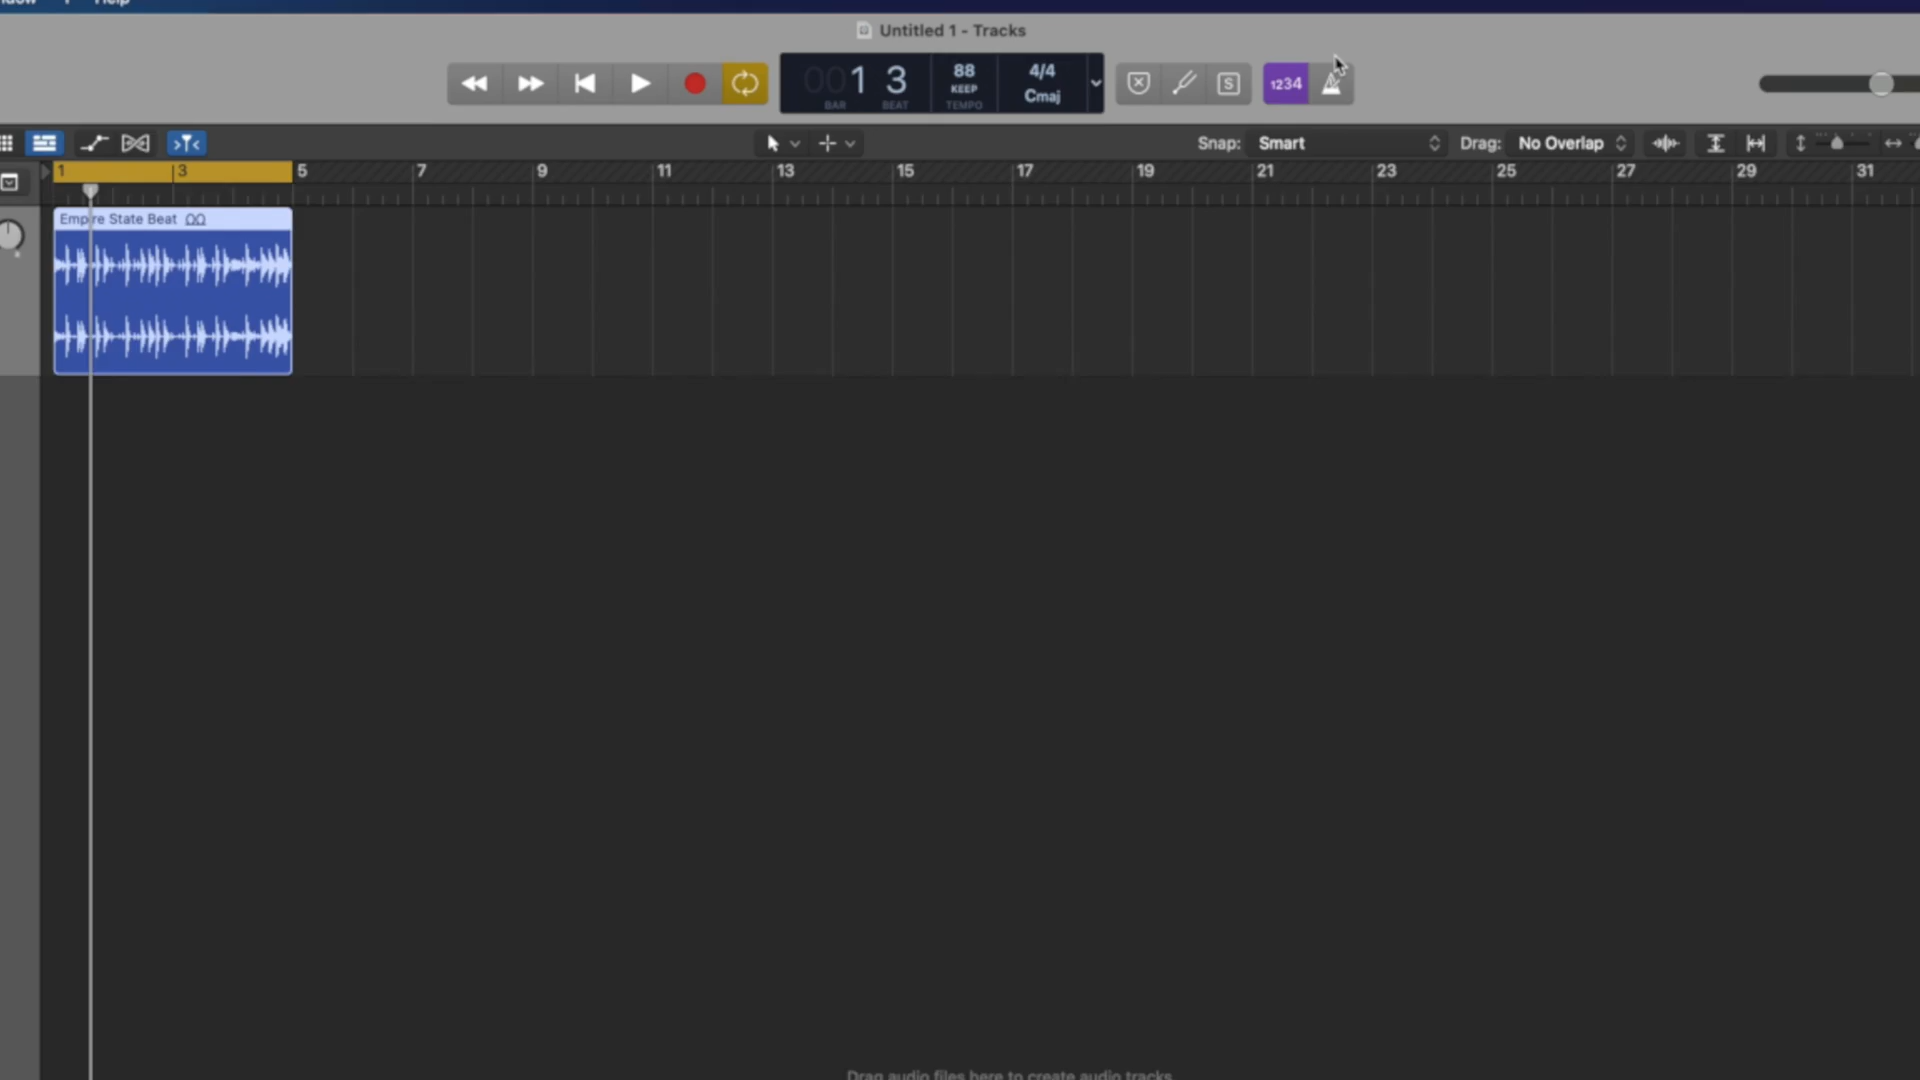 Help
Untitled 1 - Tracks
001 3
BAR BEAT
88
KEEP
TEMPO
4/4
Cmaj
S
1234
Snap: Smart
Drag: No Overlap
1 3 5 7 9 11 13 15 17 19 21 23 25 27 29 31
Empire State Beat
Drag audio files here to create audio tracks.